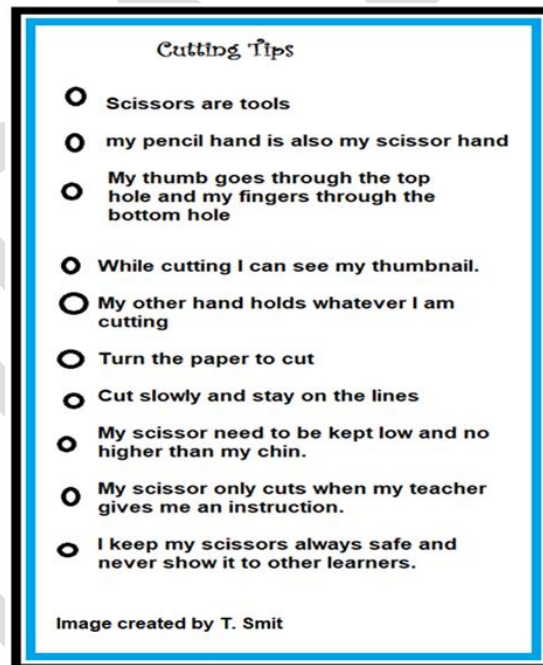 Cutting Tips
Scissors are tools
my pencil hand is also my scissor hand
My thumb goes through the top
hole and my fingers through the
bottom hole
While cutting I can see my thumbnail.
My other hand holds whatever I am
cutting
Turn the paper to cut
Cut slowly and stay on the lines
My scissor need to be kept low and no
higher than my chin.
My scissor only cuts when my teacher
gives me an instruction.
I keep my scissors always safe and
never show it to other learners.
Image created by T. Smit